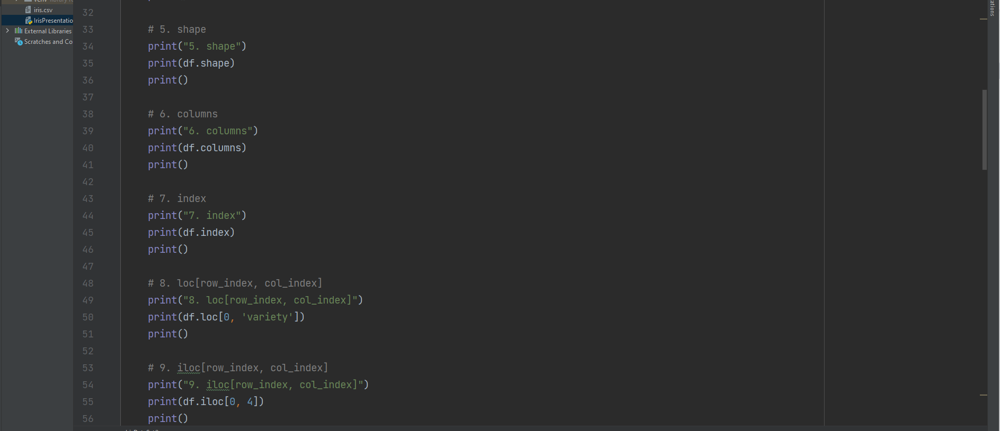 iris.csv
IrisPresentatio
External Libraries
Scratches and Co
32
33 # 5. shape
34 print("5. shape")
35 print(df.shape)
36 print()
37
38 # 6. columns
39 print("6. columns")
40 print(df.columns)
41 print()
42
43 # 7. index
44 print("7. index")
45 print(df.index)
46 print()
47
48 # 8. loc[row_index, col_index]
49 print("8. loc[row_index, col_index]")
50 print(df.loc[0, 'variety'])
51 print()
52
53 # 9. iloc[row_index, col_index]
54 print("9. iloc[row_index, col_index]")
55 print(df.iloc[0, 4])
56 print()